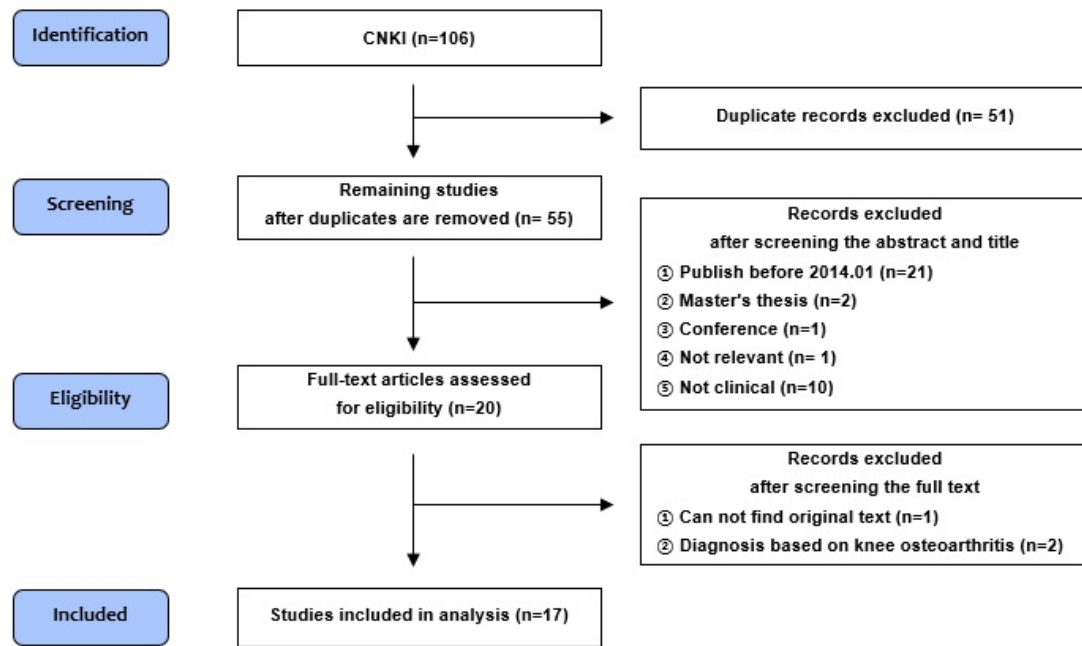 Identification
CNKI (n=106)
Duplicate records excluded (n= 51)
Screening
Remaining studies
after duplicates are removed (n= 55)
Records excluded
after screening the abstract and title
① Publish before 2014.01 (n=21)
② Master's thesis (n=2)
③ Conference (n=1)
④ Not relevant (n= 1)
⑤ Not clinical (n=10)
Eligibility
Full-text articles assessed
for eligibility (n=20)
Records excluded
after screening the full text
① Can not find original text (n=1)
② Diagnosis based on knee osteoarthritis (n=2)
Included
Studies included in analysis (n=17)